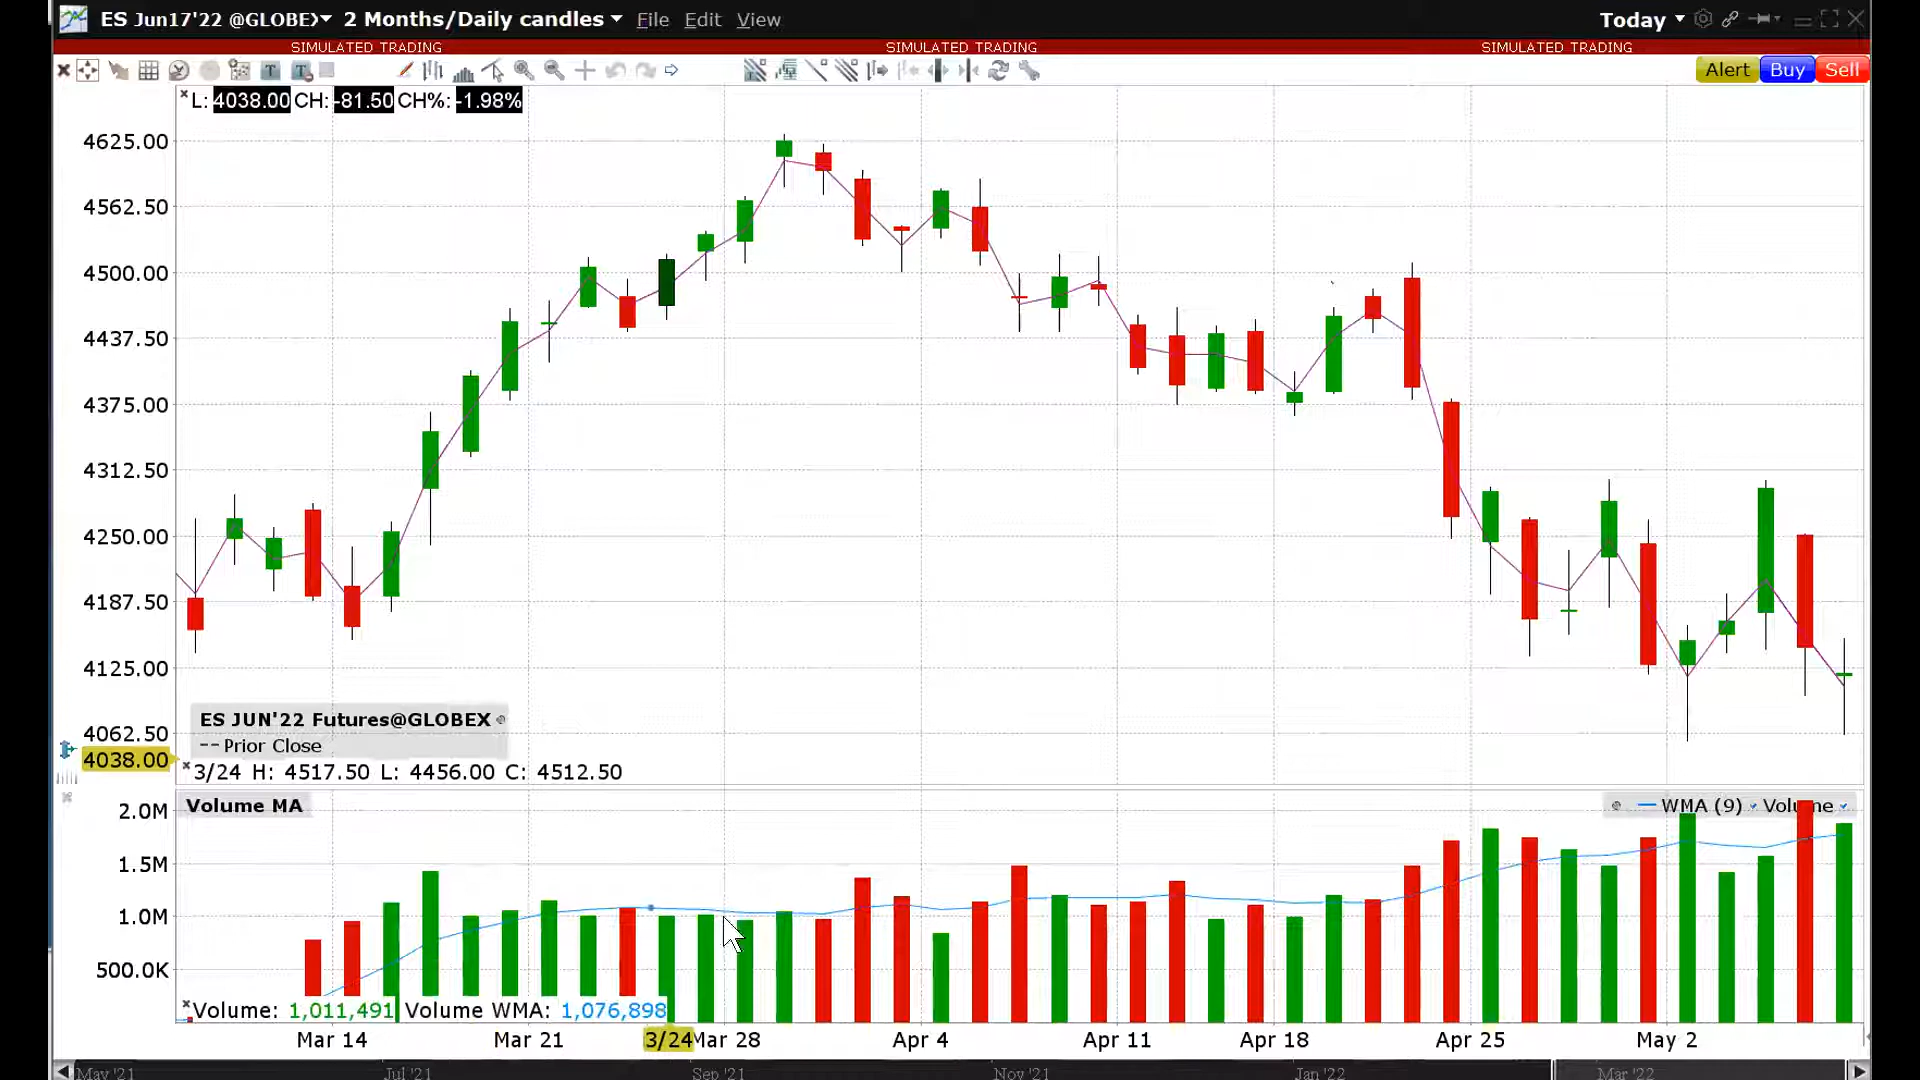 ES Jun17'22 @GLOBEX 2 Months/Daily candles File Edit View Today
SIMULATED TRADING SIMULATED TRADING SIMULATED TRADING
Alert Buy Sell
L: 4038.00 CH: -81.50 CH%: -1.98%
4625.00
4562.50
4500.00
4437.50
4375.00
4312.50
4250.00
4187.50
4125.00
4062.50
4038.00
ES JUN'22 Futures@GLOBEX
-- Prior Close
3/24 H: 4517.50 L: 4456.00 C: 4512.50
Volume MA
WMA (9) Volume
2.0M
1.5M
1.0M
500.0K
Volume: 1,011,491 Volume WMA: 1,076,898
Mar 14 Mar 21 3/24 Mar 28 Apr 4 Apr 11 Apr 18 Apr 25 May 2
May '21 Jul '21 Sep '21 Nov '21 Jan '22 Mar '22